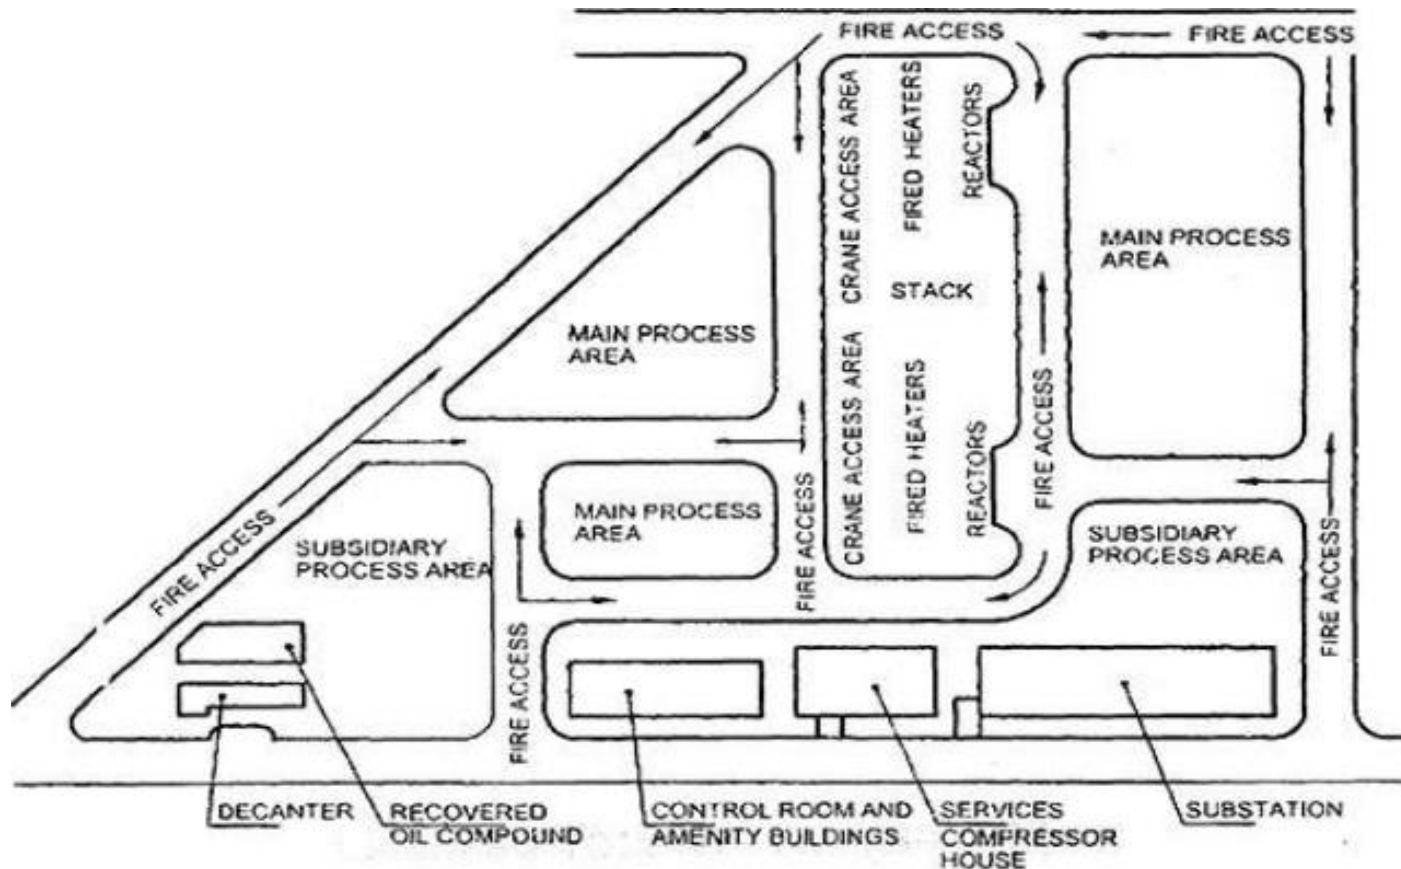 FIRE ACCESS
FIRE ACCESS
CRANE ACCESS AREA
FIRED HEATERS
REACTORS
MAIN PROCESS
AREA
STACK
MAIN PROCESS
AREA
CRANE ACCESS AREA
FIRED HEATERS
REACTORS
FIRE ACCESS
MAIN PROCESS
AREA
FIRE ACCESS
SUBSIDIARY
PROCESS AREA
FIRE ACCESS
SUBSIDIARY
PROCESS AREA
FIRE ACCESS
FIRE ACCESS
DECANTER
RECOVERED
OIL COMPOUND
CONTROL ROOM AND
AMENITY BUILDINGS
SERVICES
COMPRESSOR
HOUSE
SUBSTATION